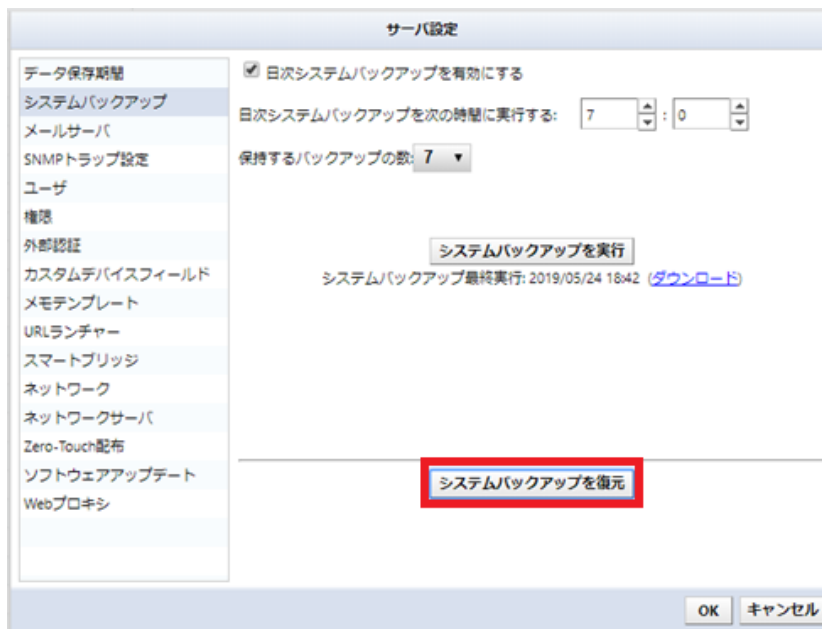 サーバ設定
データ保存期間
システムバックアップ
メールサーバ
SNMPトラップ設定
ユーザ
権限
外部認証
カスタムデバイスフィールド
メモテンプレート
URLランチャー
スマートブリッジ
ネットワーク
ネットワークサーバ
Zero-Touch配布
ソフトウェアアップデート
Webプロキシ
日次システムバックアップを有効にする
日次システムバックアップを次の時間に実行する: 7 : 0
保持するバックアップの数: 7
システムバックアップを実行
システムバックアップ最終実行: 2019/05/24 18:42 (ダウンロード)
システムバックアップを復元
OK キャンセル